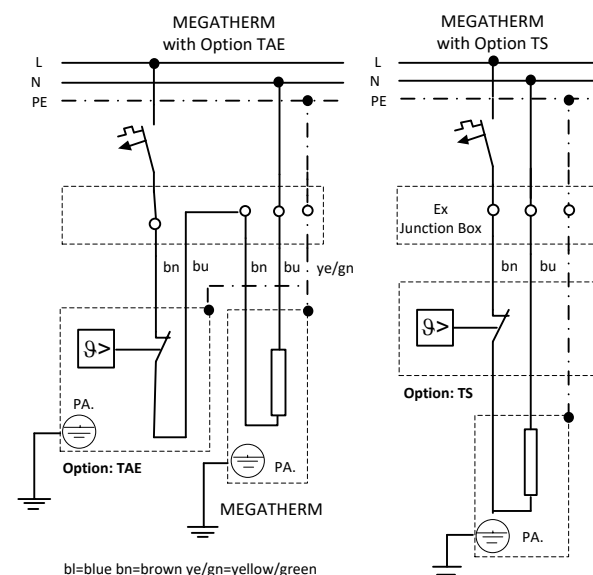 MEGATHERM
with Option TAE
L
N
PE
bn
bu
bn
bu
ye/gn
ϑ>
PA.
Option: TAE
PA.
MEGATHERM
bl=blue bn=brown ye/gn=yellow/green
MEGATHERM
with Option TS
L
N
PE
Ex
Junction Box
bn
bu
ϑ>
Option: TS
PA.